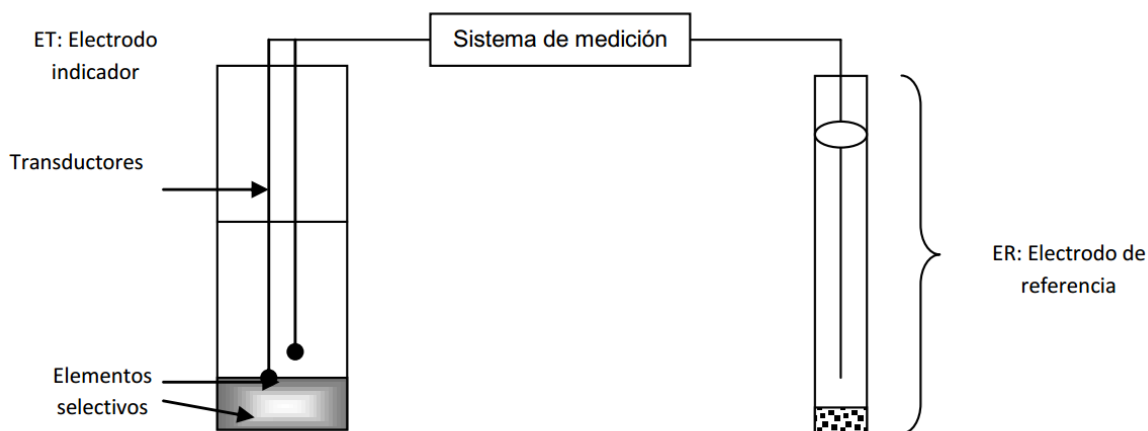 ET: Electrodo
indicador
Sistema de medición
Transductores
ER: Electrodo de
referencia
Elementos
selectivos